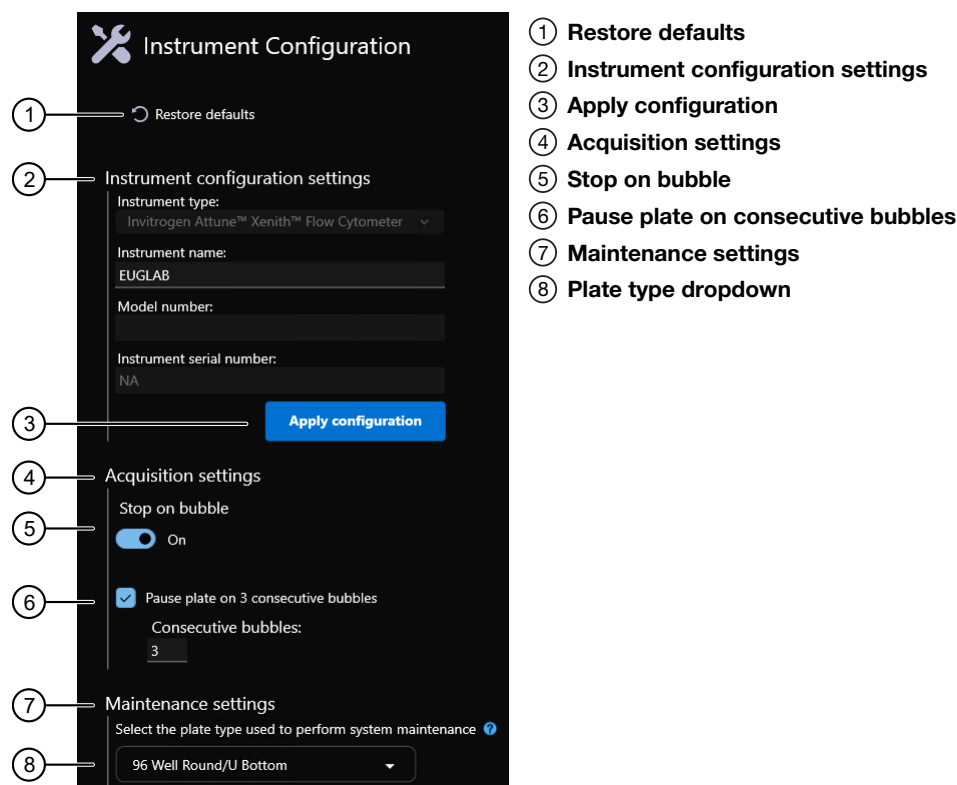 Instrument Configuration
1 Restore defaults
2 Instrument configuration settings
Instrument type:
Invitrogen Attune™ Xenith™ Flow Cytometer
Instrument name:
EUGLAB
Model number:
Instrument serial number:
NA
3 Apply configuration
4 Acquisition settings
Stop on bubble
5 On
6 Pause plate on 3 consecutive bubbles
Consecutive bubbles:
3
7 Maintenance settings
Select the plate type used to perform system maintenance ?
8 96 Well Round/U Bottom
1 Restore defaults
2 Instrument configuration settings
3 Apply configuration
4 Acquisition settings
5 Stop on bubble
6 Pause plate on consecutive bubbles
7 Maintenance settings
8 Plate type dropdown